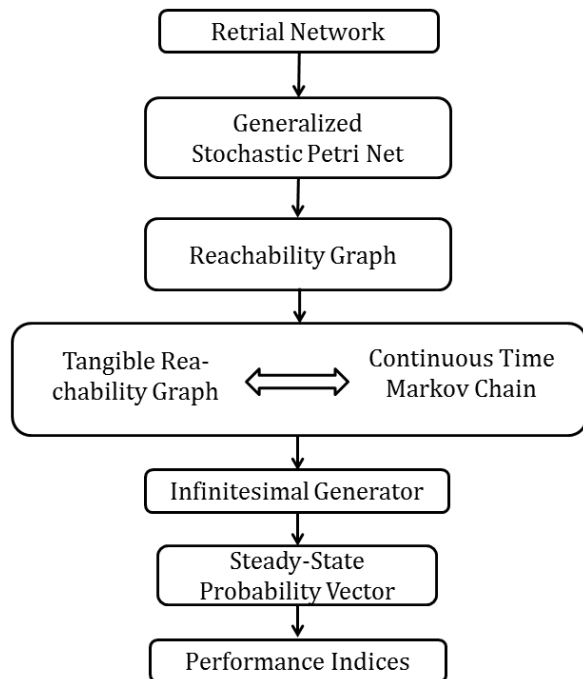 Retrial Network
Generalized
Stochastic Petri Net
Reachability Graph
Tangible Rea-
chability Graph
Continuous Time
Markov Chain
Infinitesimal Generator
Steady-State
Probability Vector
Performance Indices